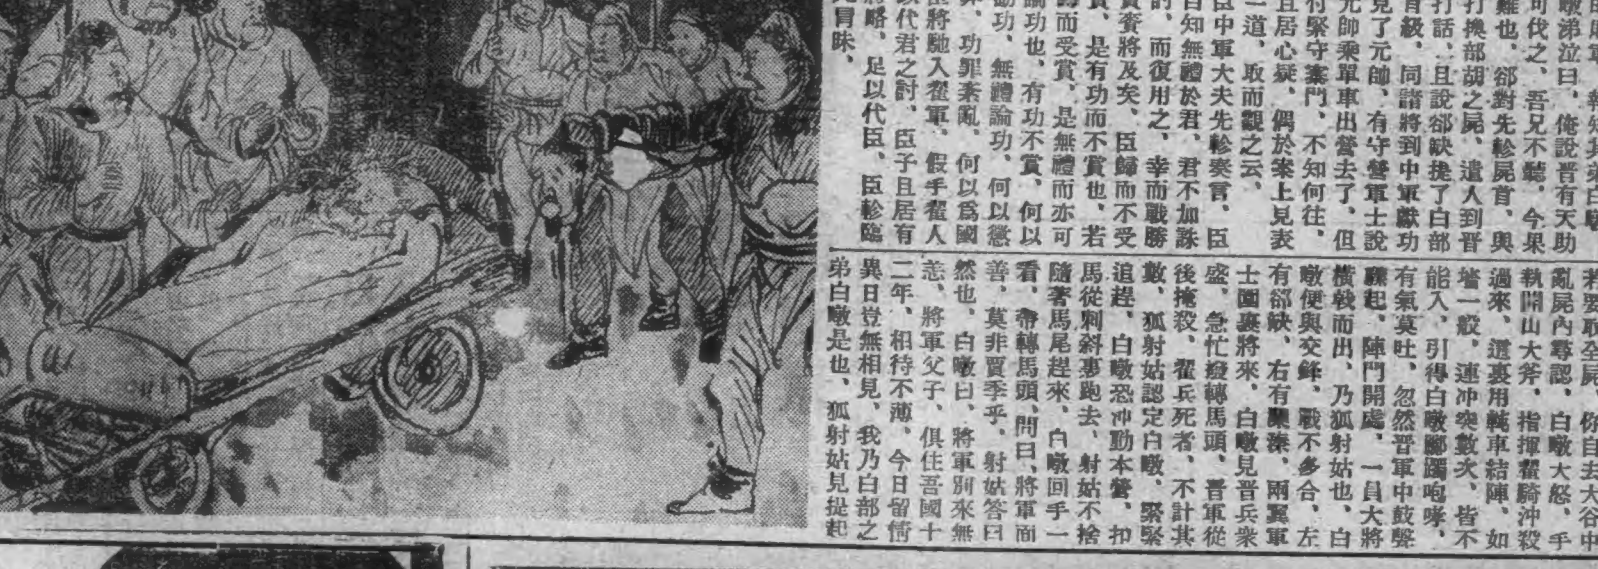 軍、報知其弟白暾
暾涕泣曰、俺說晉有天助
可伐之、吾兄不聽、今果
難也、郤對先軫屍首、與
打換部胡之屍、遣人到晉
打話、且說郤缺提了白部
首級、同諸將到中軍獻功
見了元帥、有守營軍士說
元帥乘單車出營去了、但
付緊守寨門、不知何往、
且居心疑、偶於案上見表
一道、取而觀之云、
臣中軍大夫先軫奏言、臣
自知無禮於君、君不加誅
討、而復用之、幸而戰勝
賞賚將及矣、臣歸而不受
賞、是有功而不賞也、若
而受賞、是無禮而亦可
論功也、有功不賞、何以
勸功、無禮論功、何以懲
罪、功罪紊亂、何以爲國
將馳入翟軍、假手翟人
以代君之討、臣子且居有
將略、足以代臣、臣軫臨
冒昧、
若要取全屍、你自去大谷中
亂屍內尋認、白暾大怒、手
執開山大斧、指揮翟騎沖殺
過來、這裏用軘車結陣、如
墻一般、連冲突數次、皆不
能入、引得白暾躑躅咆哮、
有氣莫吐、忽然晉軍中鼓聲
驟起、陣門開處、一員大將
橫戟而出、乃狐射姑也、白
暾便與交鋒、戰不多合、左
有郤缺、右有欒溱、兩翼軍
士圍裹將來、白暾見晉兵衆
盛、急忙撥轉馬頭、晉軍從
後掩殺、翟兵死者、不計其
數、狐射姑認定白暾、緊緊
追趕、白暾恐沖動本營、扣
馬從刺斜裏跑去、射姑不捨
隨著馬尾趕來、白暾回手一
看、帶轉馬頭、問曰、將軍面
善、莫非賈季乎、射姑答曰
然也、白暾曰、將軍別來無
恙、將軍父子、俱住吾國十
二年、相待不薄、今日留情
異日豈無相見、我乃白部之
弟白暾是也、狐射姑見提起